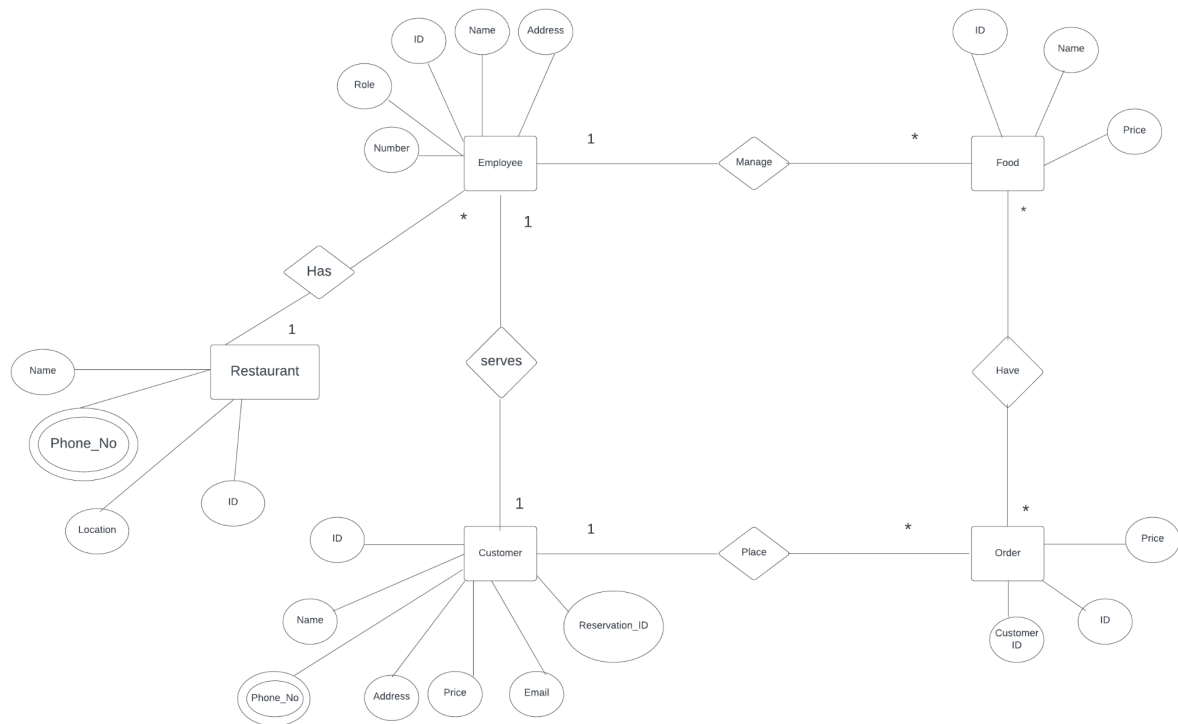 ID
Name
Address
Role
Number
Employee
1
Manage
*
ID
Name
Price
Food
*
1
*
Has
1
Restaurant
Name
Phone_No
Location
ID
serves
Have
1
*
ID
Customer
1
Place
*
Order
Price
ID
Customer
ID
Name
Phone_No
Address
Price
Email
Reservation_ID